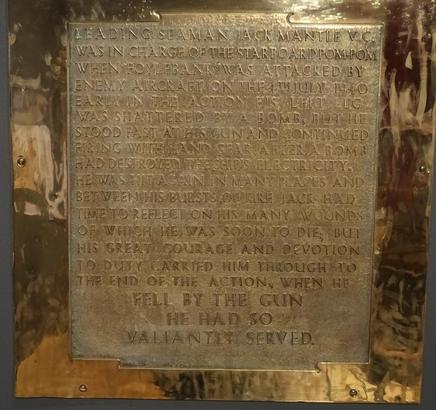 LEADING SEAMAN JACK MANTLE V.C.
WAS IN CHARGE OF THE STARBOARD POM-POM
WHEN FOYLEBANK WAS ATTACKED BY
ENEMY AIRCRAFT ON THE 4TH JULY 1940
EARLY IN THE ACTION HIS LEFT LEG
WAS SHATTERED BY A BOMB, BUT HE
STOOD FAST AT HIS GUN AND CONTINUED
FIRING WITH HAND GEAR AFTER A BOMB
HAD DESTROYED THE SHIP'S ELECTRICITY.
HE WAS HIT AGAIN IN MANY PLACES AND
BETWEEN HIS BURSTS OF FIRE JACK HAD
TIME TO REFLECT ON HIS MANY WOUNDS
OF WHICH HE WAS SOON TO DIE, BUT
HIS GREAT COURAGE AND DEVOTION
TO DUTY CARRIED HIM THROUGH TO
THE END OF THE ACTION, WHEN HE
FELL BY THE GUN
HE HAD SO
VALIANTLY SERVED.